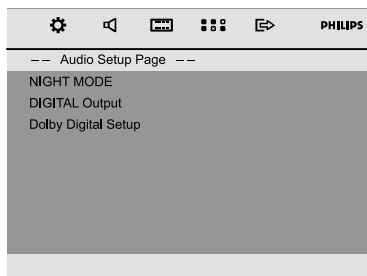 PHILIPS
-- Audio Setup Page --
NIGHT MODE
DIGITAL Output
Dolby Digital Setup